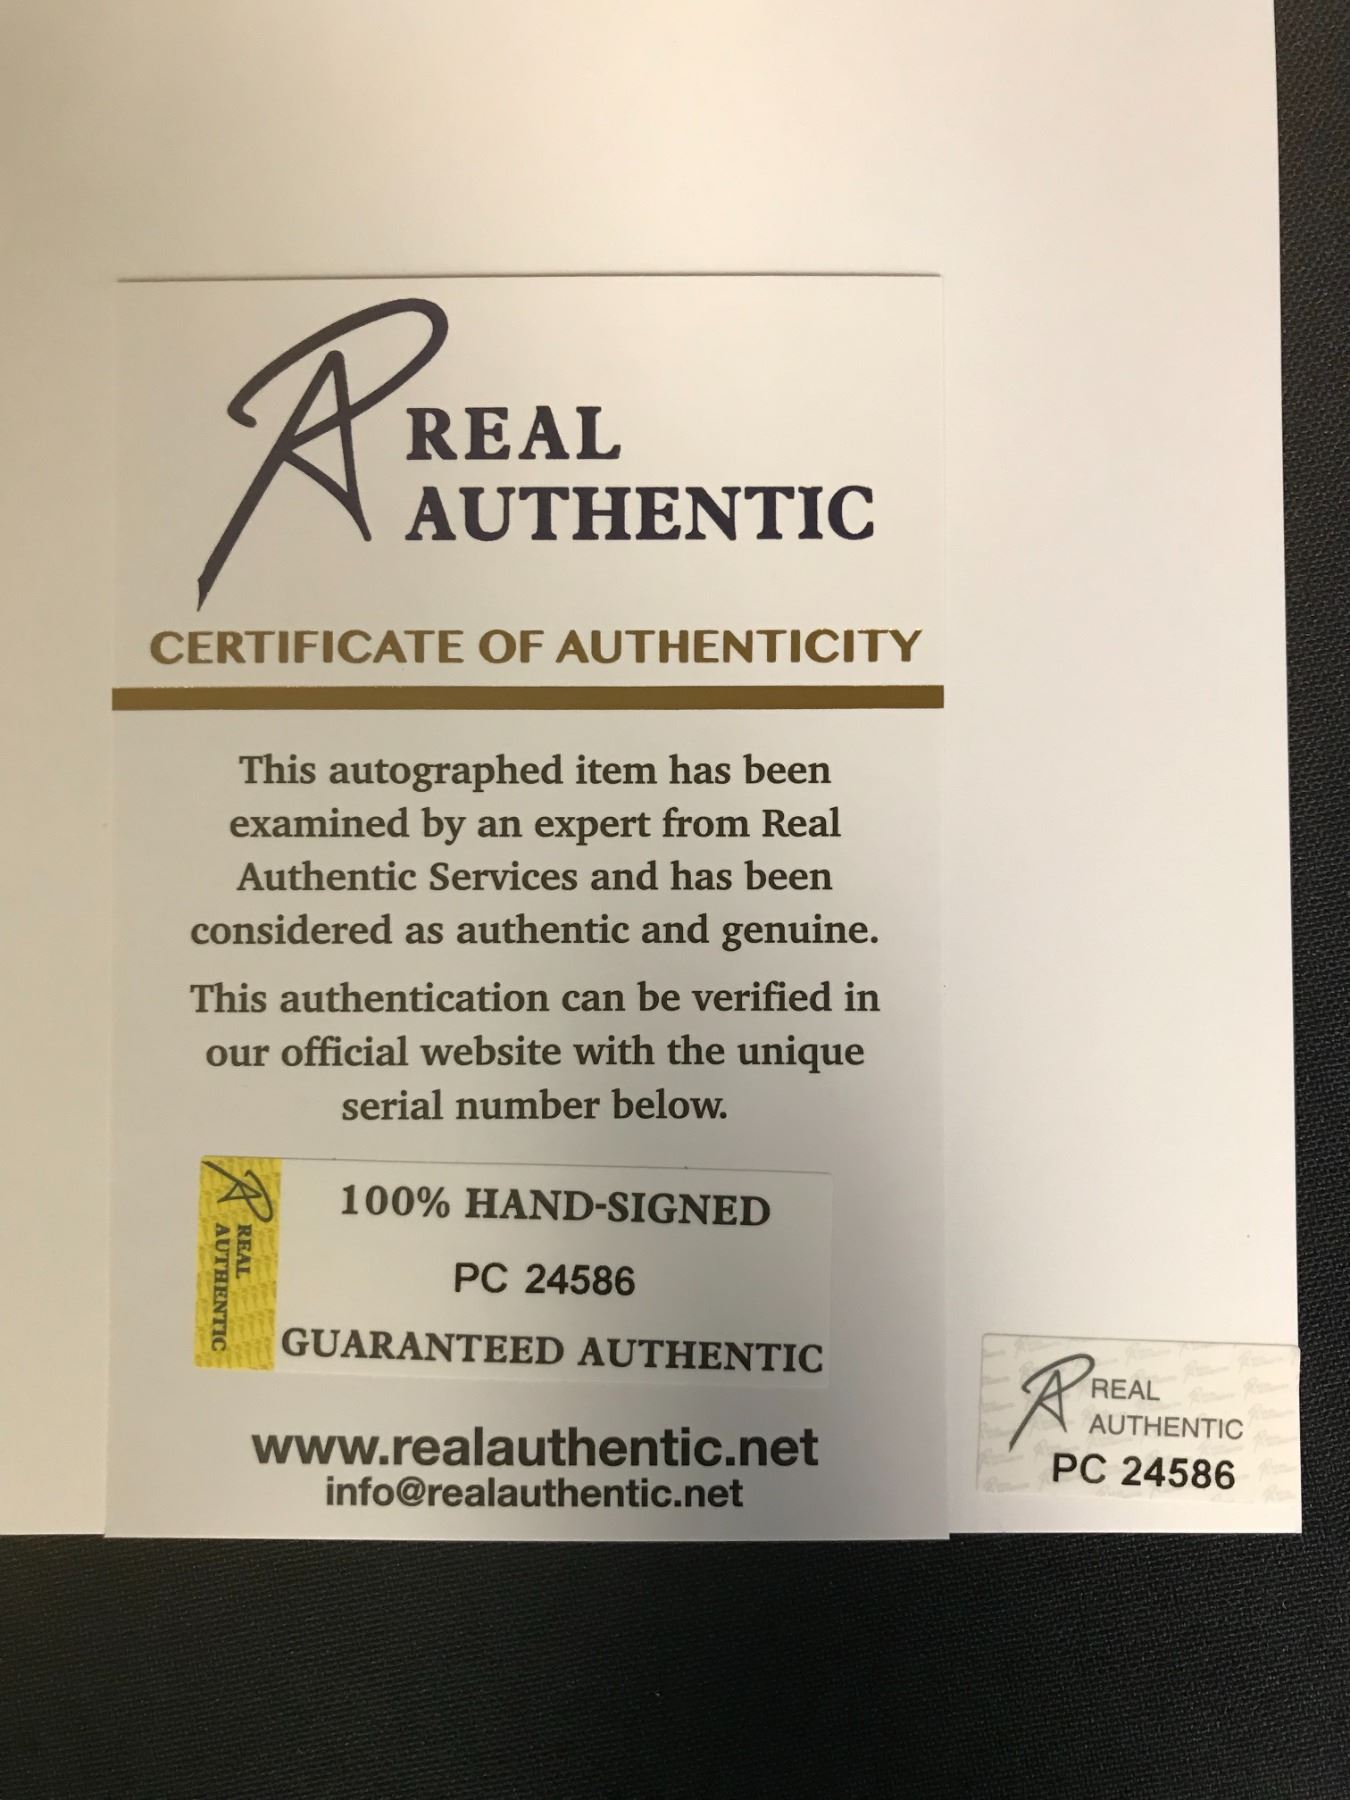 REAL
AUTHENTIC
CERTIFICATE OF AUTHENTICITY
This autographed item has been
examined by an expert from Real
Authentic Services and has been
considered as authentic and genuine.
This authentication can be verified in
our official website with the unique
serial number below.
REAL
AUTHENTIC
100% HAND-SIGNED
PC 24586
GUARANTEED AUTHENTIC
www.realauthentic.net
info@realauthentic.net
REAL
AUTHENTIC
PC 24586